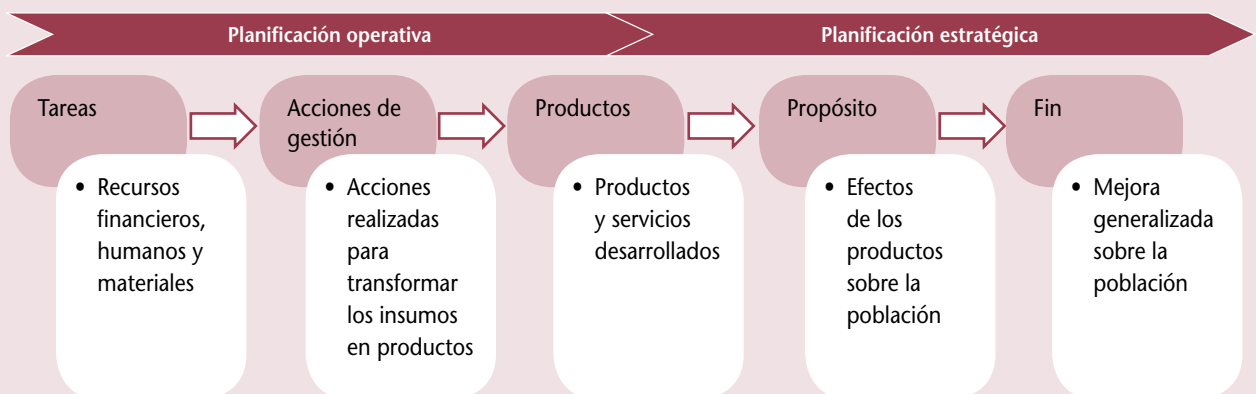 Planificación operativa
Planificación estratégica
Tareas
• Recursos
financieros,
humanos y
materiales
Acciones de
gestión
• Acciones
realizadas
para
transformar
los insumos
en productos
Productos
• Productos
y servicios
desarrollados
Propósito
• Efectos
de los
productos
sobre la
población
Fin
• Mejora
generalizada
sobre la
población